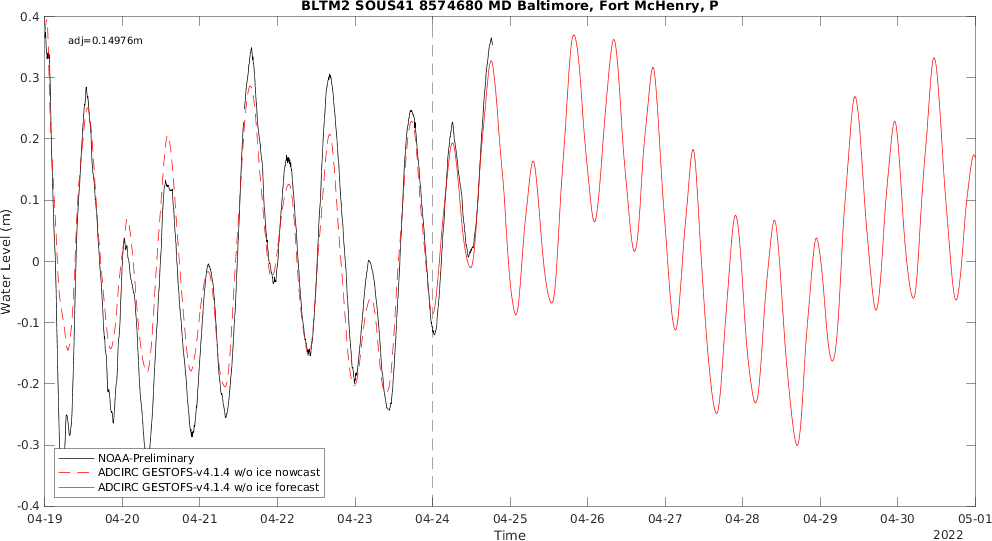 BLTM2 SOUS41 8574680 MD Baltimore, Fort McHenry, P
adj=0.14976m
0.4
0.3
0.2
0.1
0
-0.1
-0.2
-0.3
-0.4
Water Level (m)
NOAA-Preliminary
ADCIRC GESTOFS-v4.1.4 w/o ice nowcast
ADCIRC GESTOFS-v4.1.4 w/o ice forecast
04-19 04-20 04-21 04-22 04-23 04-24 04-25 04-26 04-27 04-28 04-29 04-30 05-01
Time
2022